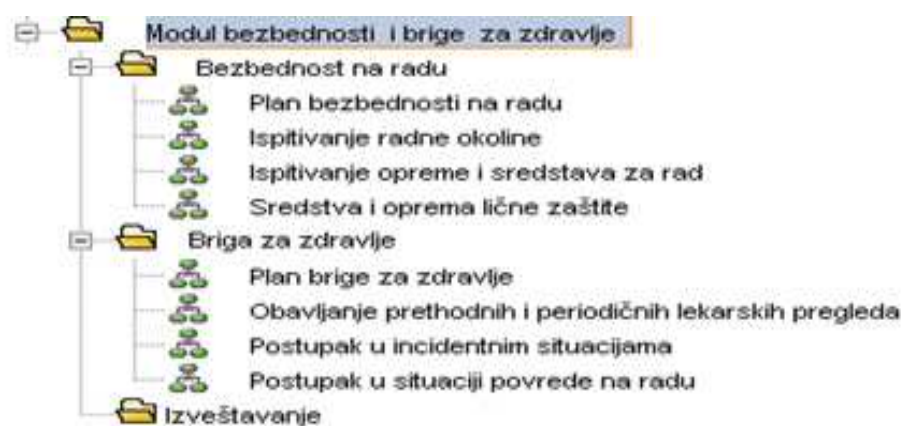 Modul bezbednosti i brige za zdravlje
Bezbednost na radu
Plan bezbednosti na radu
Ispitivanje radne okoline
Ispitivanje opreme i sredstava za rad
Sredstva i oprema lične zaštite
Briga za zdravlje
Plan brige za zdravlje
Obavljanje prethodnih i periodičnih lekarskih pregleda
Postupak u incidentnim situacijama
Postupak u situaciji povrede na radu
Izveštavanje